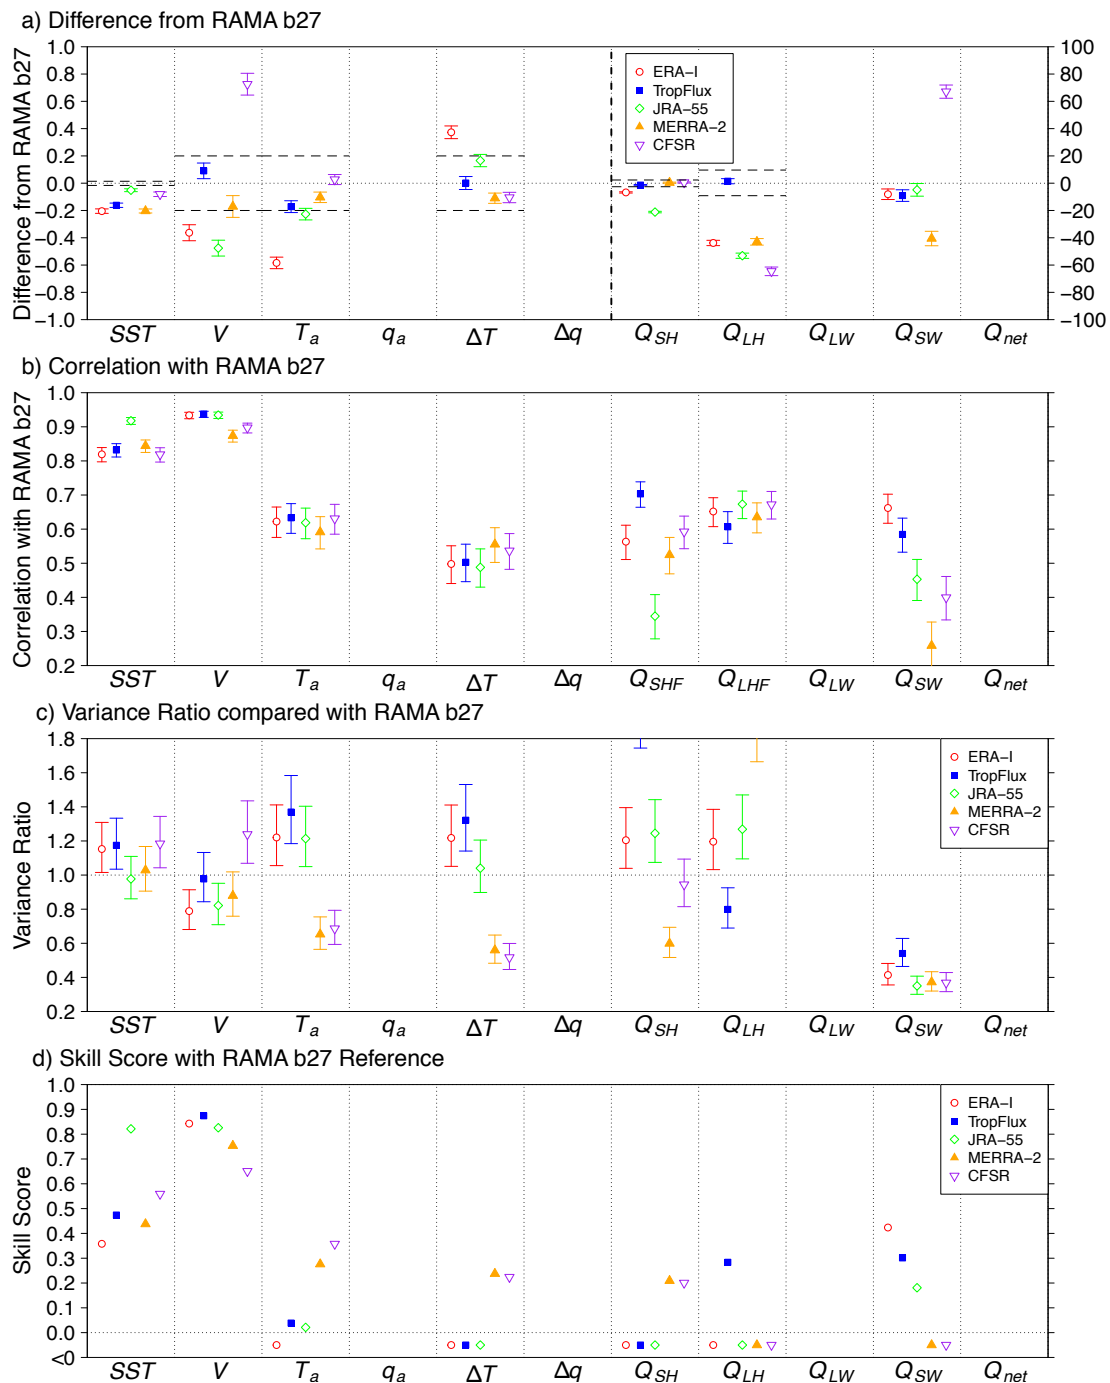 a) Difference from RAMA b27
Difference from RAMA b27
1.0
0.8
0.6
0.4
0.2
0.0
−0.2
−0.4
−0.6
−0.8
−1.0
100
80
60
40
20
0
−20
−40
−60
−80
−100
ERA−I
TropFlux
JRA−55
MERRA−2
CFSR
SST V Ta qa ΔT Δq QSH QLH QLW QSW Qnet
b) Correlation with RAMA b27
Correlation with RAMA b27
1.0
0.9
0.8
0.7
0.6
0.5
0.4
0.3
0.2
SST V Ta qa ΔT Δq QSHF QLHF QLW QSW Qnet
c) Variance Ratio compared with RAMA b27
Variance Ratio
1.8
1.6
1.4
1.2
1.0
0.8
0.6
0.4
0.2
ERA−I
TropFlux
JRA−55
MERRA−2
CFSR
SST V Ta qa ΔT Δq QSH QLH QLW QSW Qnet
d) Skill Score with RAMA b27 Reference
Skill Score
1.0
0.9
0.8
0.7
0.6
0.5
0.4
0.3
0.2
0.1
0.0
<0
ERA−I
TropFlux
JRA−55
MERRA−2
CFSR
SST V Ta qa ΔT Δq QSH QLH QLW QSW Qnet